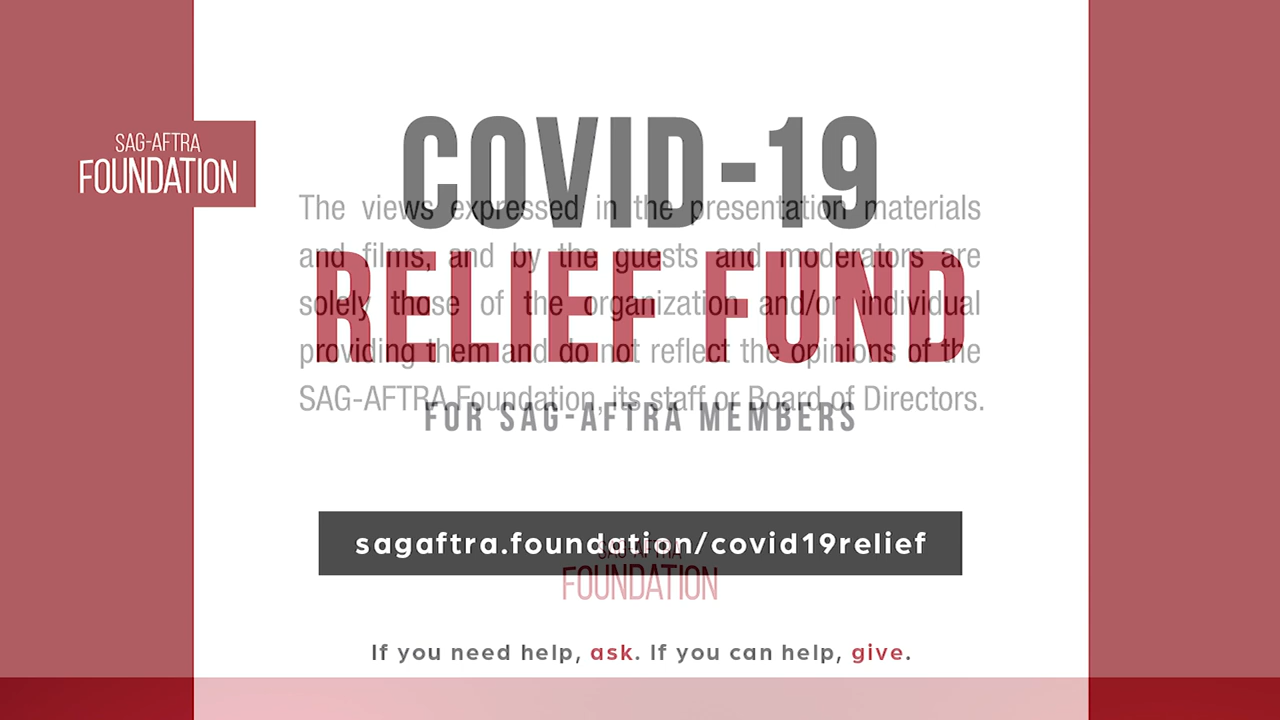 SAG-AFTRA
FOUNDATION
COVID-19
The views expressed in the presentation materials
and films, and by the guests and moderators are
RELIEF FUND
solely those of the organization and/or individual
providing them and do not reflect the opinions of the
SAG-AFTRA Foundation, its staff or Board of Directors.
FOR SAG-AFTRA MEMBERS
sagaftra.foundation/covid19relief
SAG-AFTRA
FOUNDATION
If you need help, ask. If you can help, give.